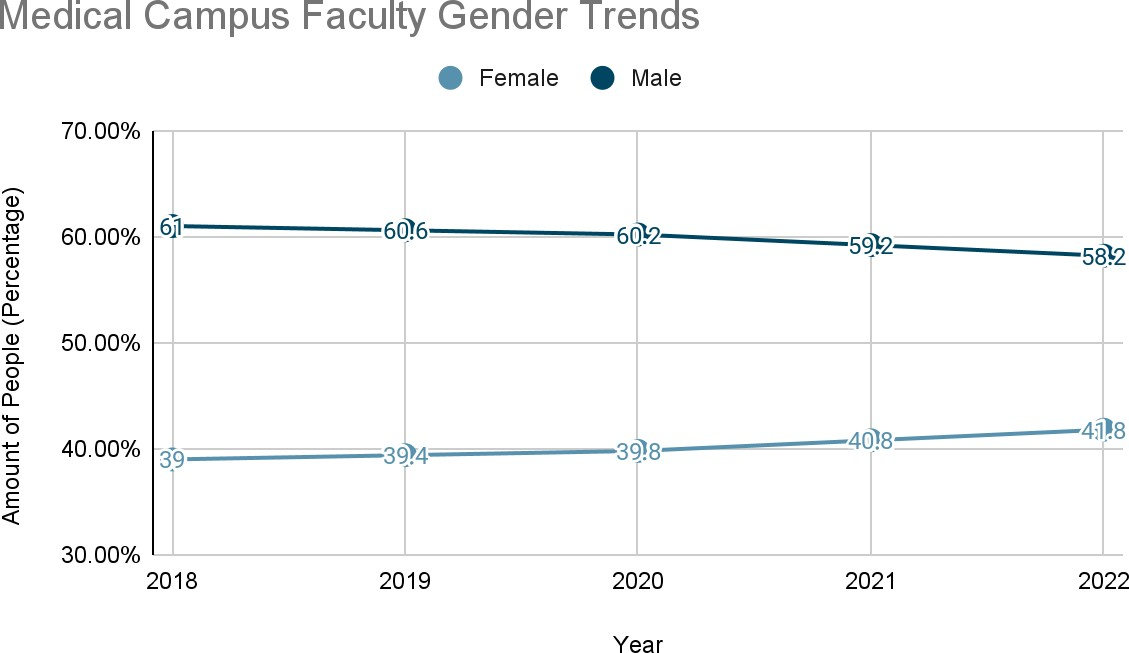 Medical Campus Faculty Gender Trends
Female Male
Amount of People (Percentage)
70.00%
60.00%
50.00%
40.00%
30.00%
61 60.6 60.2 59.2 58.2
39 39.4 39.8 40.8 41.8
2018 2019 2020 2021 2022
Year